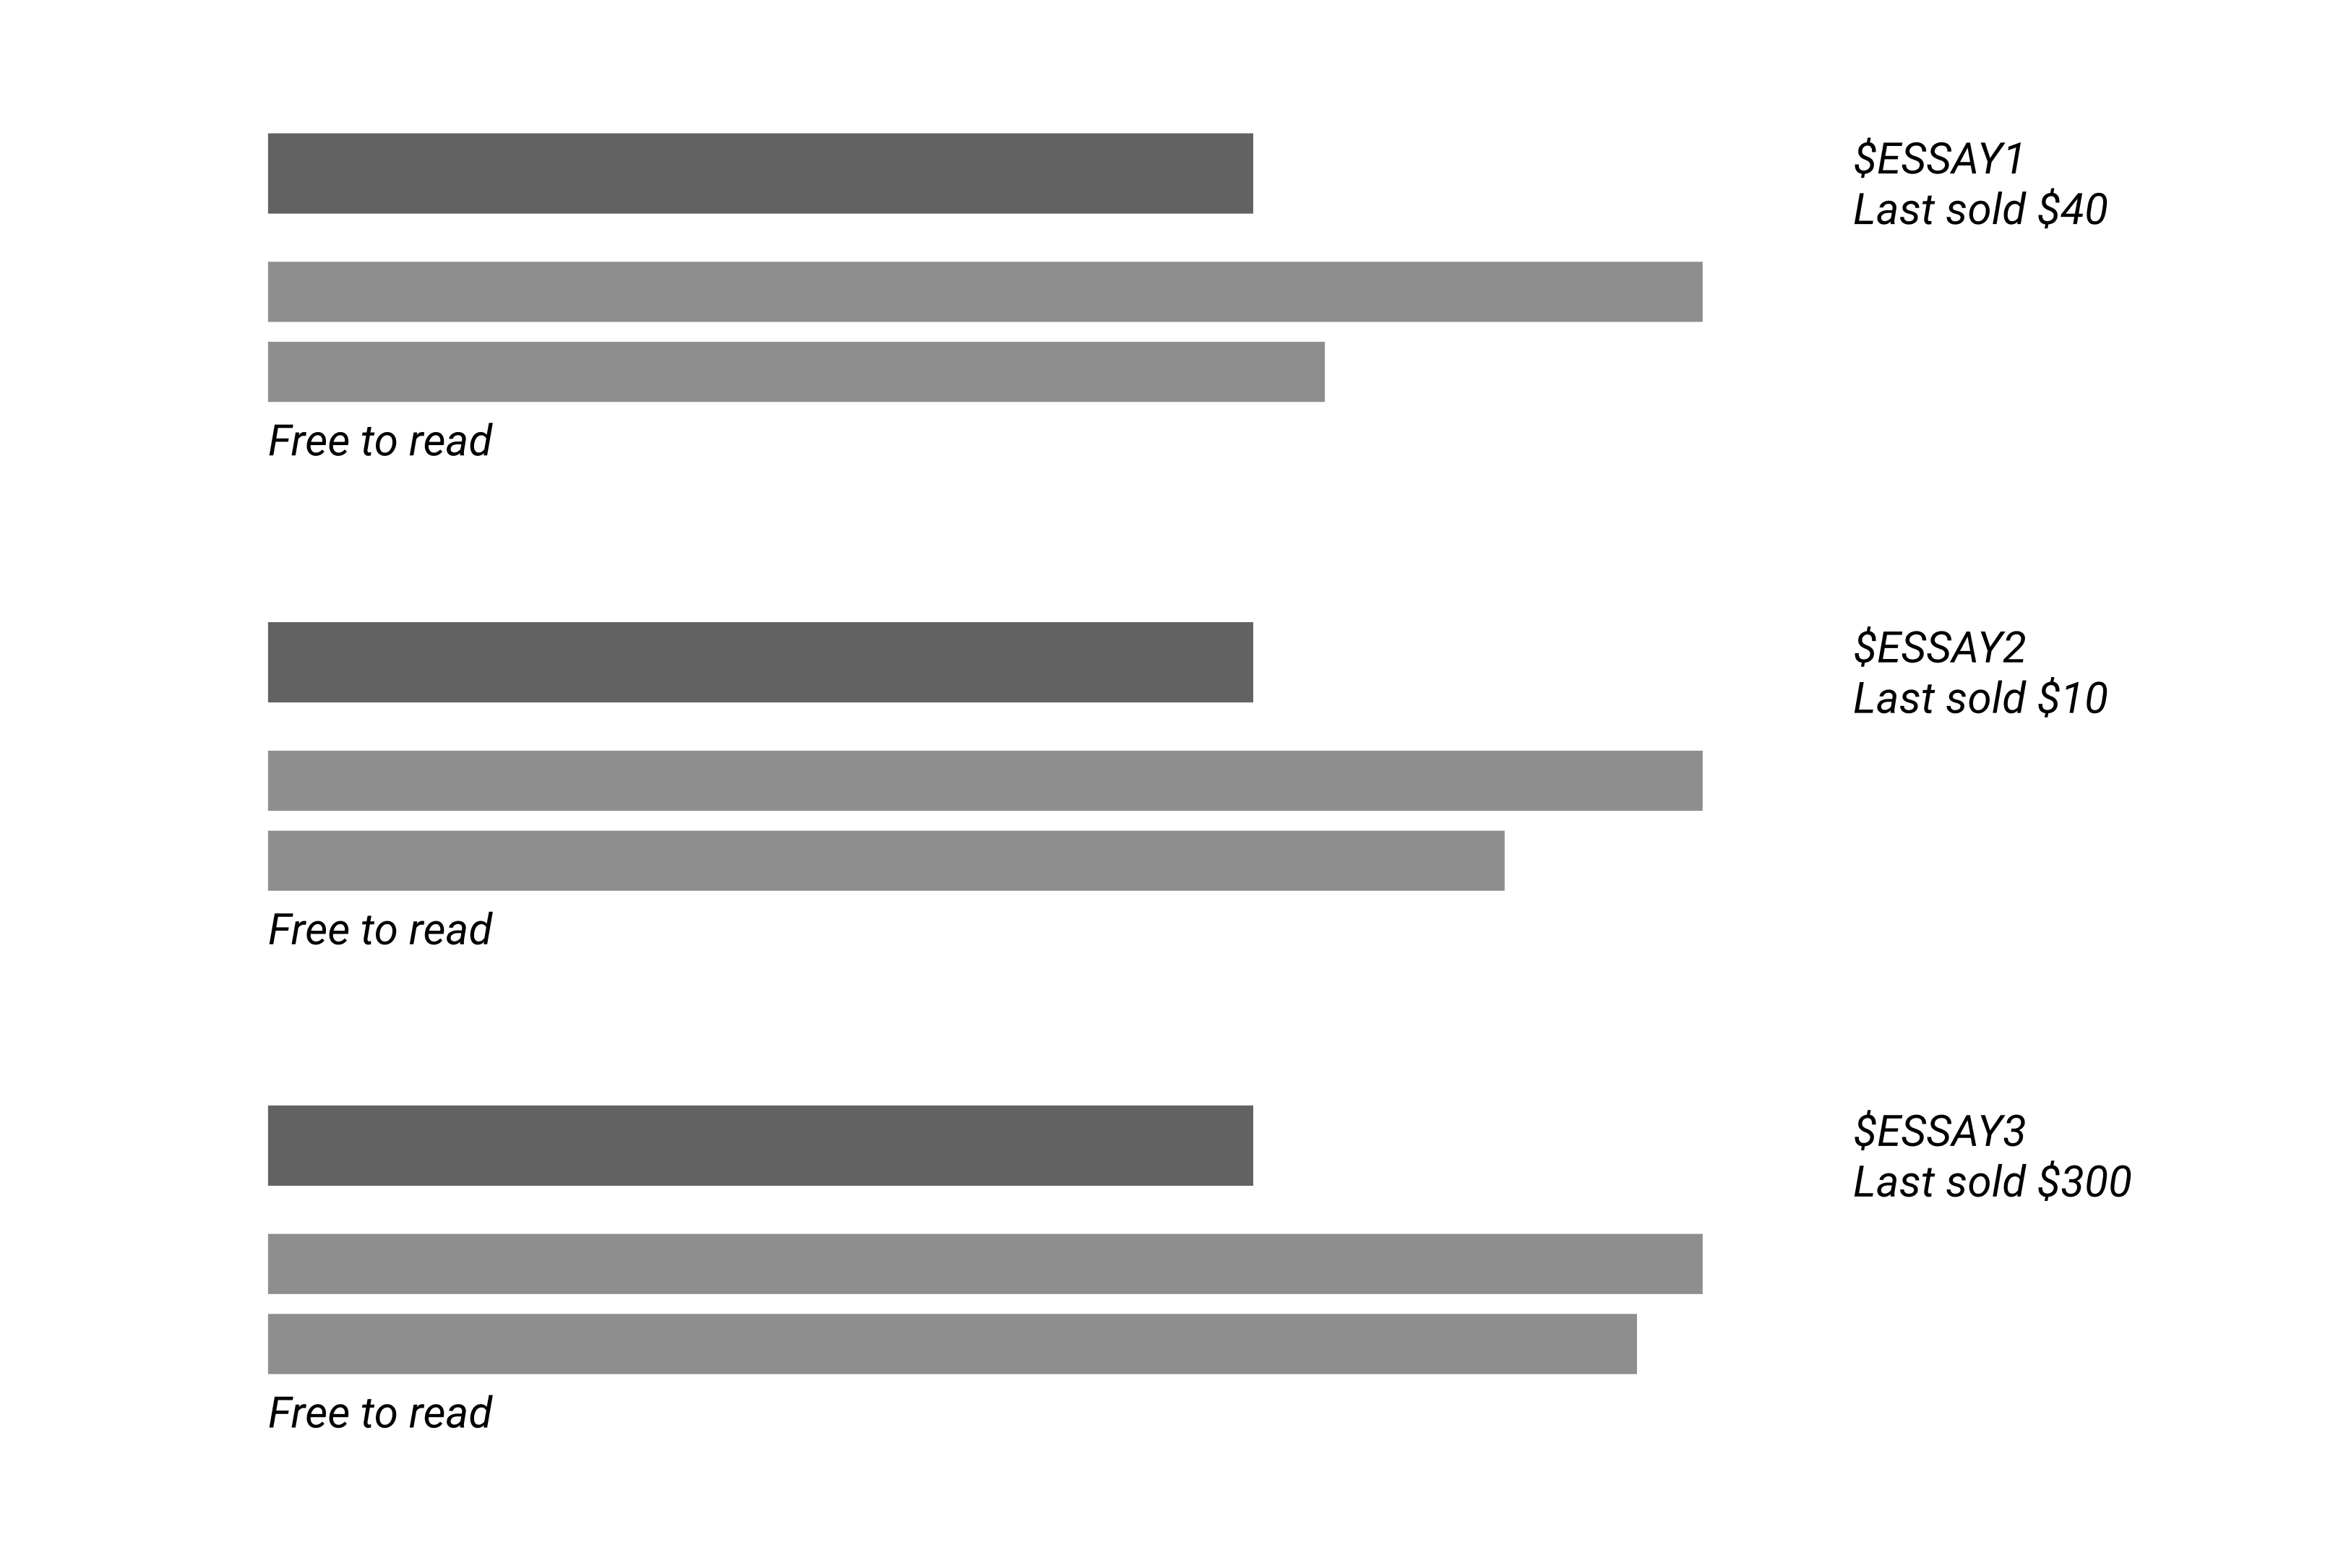 $ESSAY1
Last sold $40
Free to read
$ESSAY2
Last sold $10
Free to read
$ESSAY3
Last sold $300
Free to read